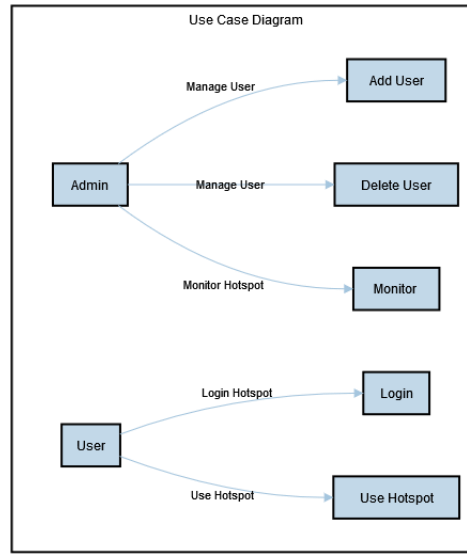 Use Case Diagram
Manage User
Add User
Admin
Manage User
Delete User
Monitor Hotspot
Monitor
Login Hotspot
Login
User
Use Hotspot
Use Hotspot